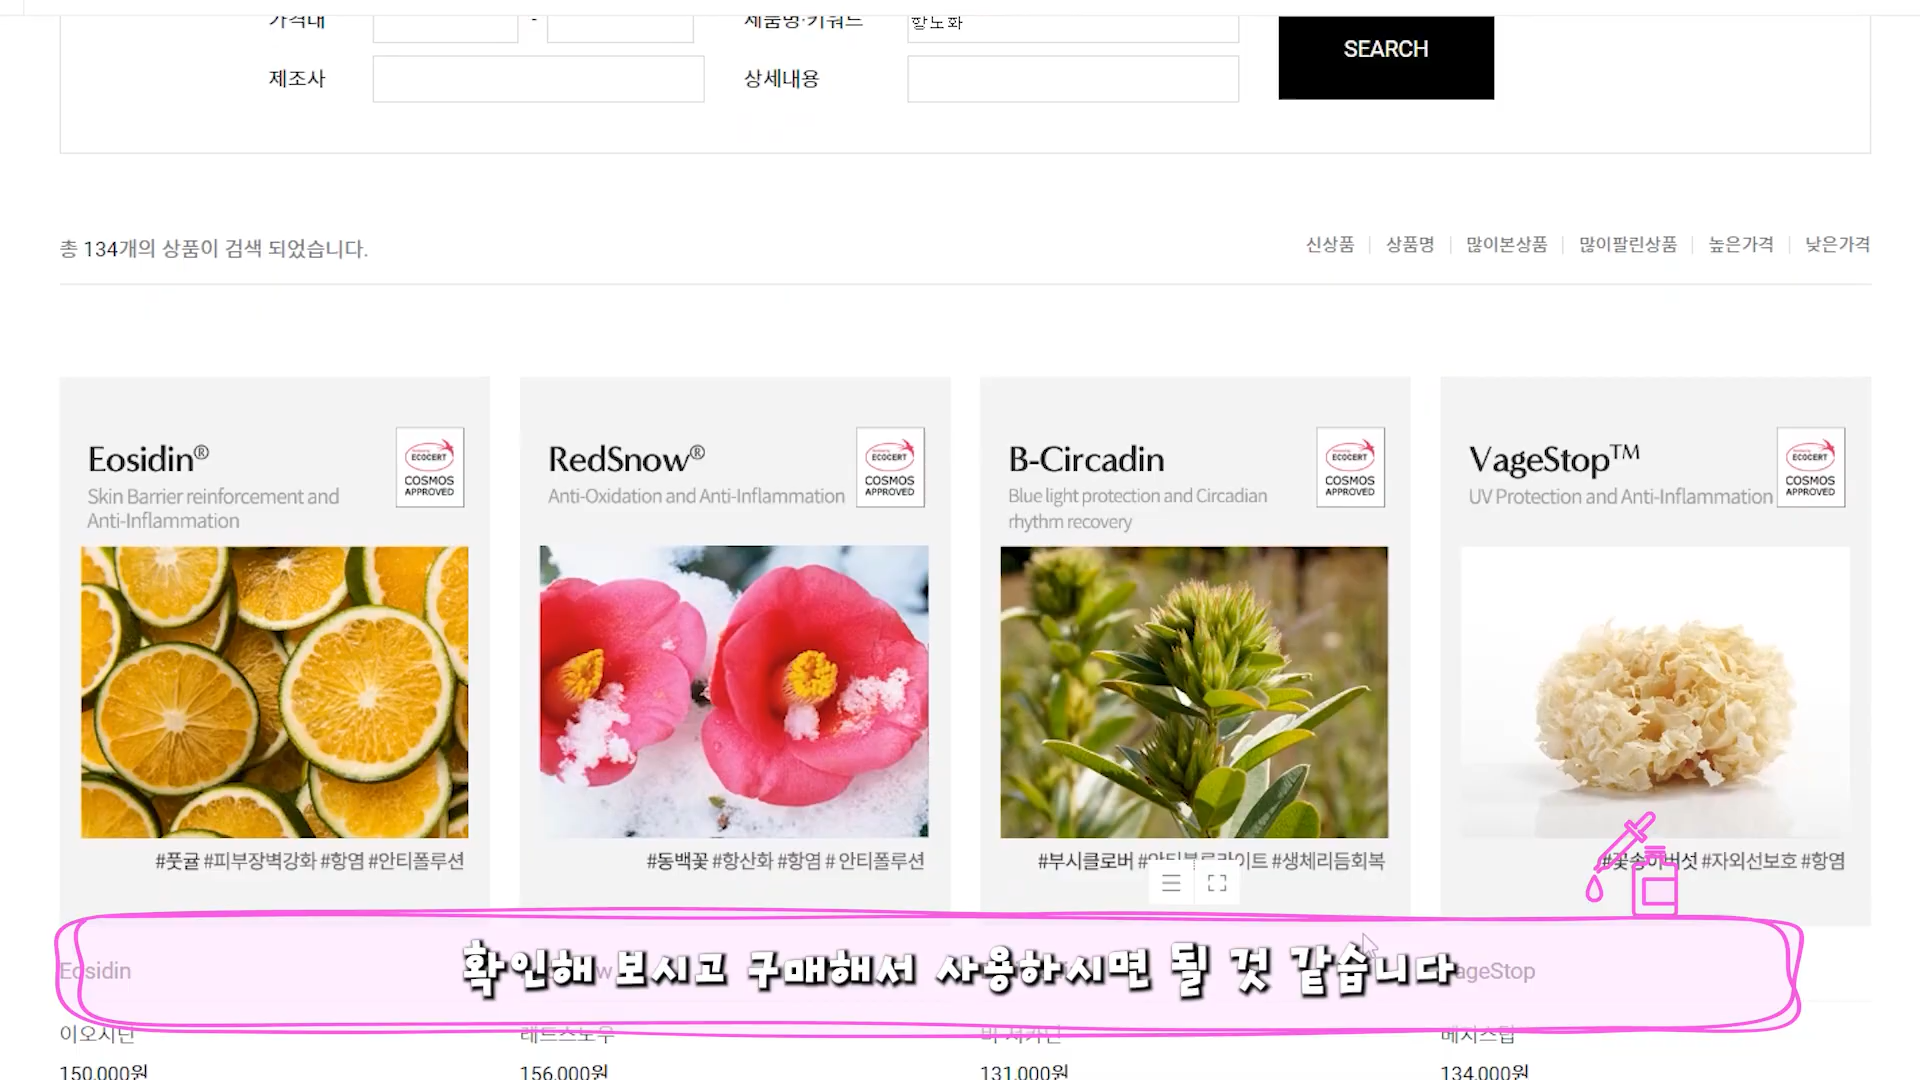 가격대 - 제품명·키워드 항노화
제조사 상세내용 SEARCH
총 134개의 상품이 검색 되었습니다.
신상품 상품명 많이본상품 많이팔린상품 높은가격 낮은가격
Eosidin®
Skin Barrier reinforcement and
Anti-Inflammation
ECOCERT
COSMOS
APPROVED
#풋귤 #피부장벽강화 #항염 #안티폴루션
RedSnow®
Anti-Oxidation and Anti-Inflammation
ECOCERT
COSMOS
APPROVED
#동백꽃 #항산화 #항염 # 안티폴루션
B-Circadin
Blue light protection and Circadian
rhythm recovery
ECOCERT
COSMOS
APPROVED
#부시클로버 #안티블루라이트 #생체리듬회복
VageStop™
UV Protection and Anti-Inflammation
ECOCERT
COSMOS
APPROVED
#꽃송이버섯 #자외선보호 #항염
확인해 보시고 구매해서 사용하시면 될 것 같습니다
Eosidin
이오시딘 레드스노우 비-서카딘 베지스탑
150,000원 156,000원 131,000원 134,000원